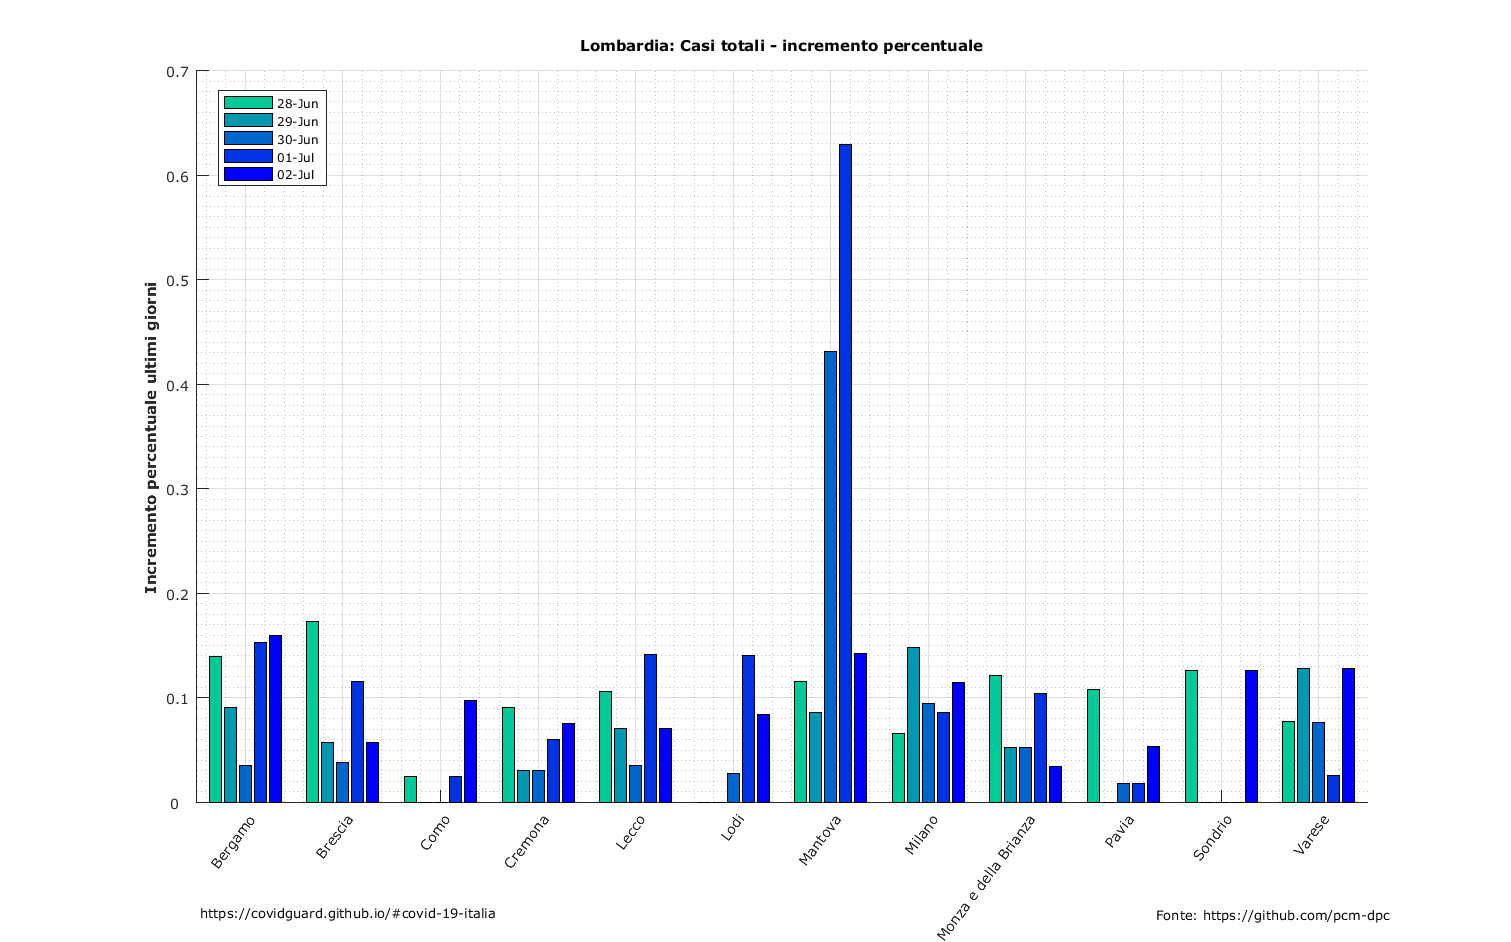 Lombardia: Casi totali - incremento percentuale
Incremento percentuale ultimi giorni
0.7
0.6
0.5
0.4
0.3
0.2
0.1
0
28-Jun
29-Jun
30-Jun
01-Jul
02-Jul
Bergamo
Brescia
Como
Cremona
Lecco
Lodi
Mantova
Milano
Monza e della Brianza
Pavia
Sondrio
Varese
https://covidguard.github.io/#covid-19-italia
Fonte: https://github.com/pcm-dpc